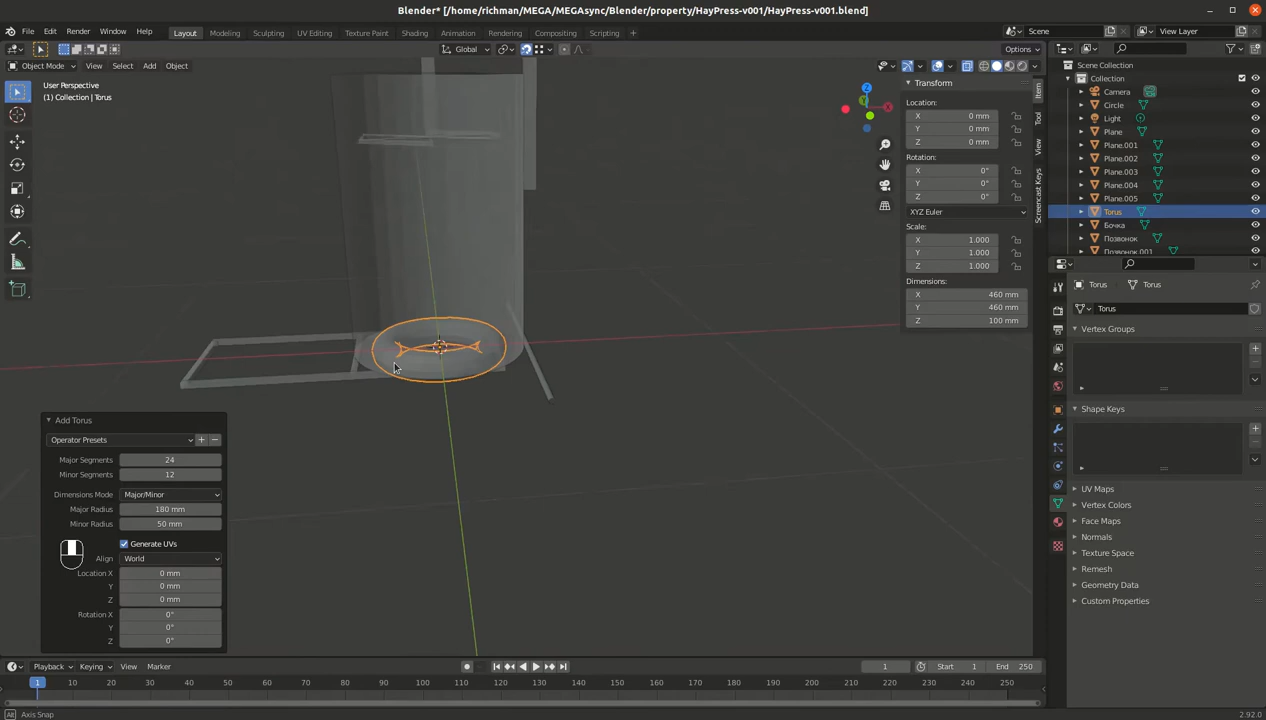 Blender* [/home/richman/MEGA/MEGAsync/Blender/property/HayPress-v001/HayPress-v001.blend]
File Edit Render Window Help Layout Modeling Sculpting UV Editing Texture Paint Shading Animation Rendering Compositing Scripting Scene View Layer
Global Options
Object Mode View Select Add Object
User Perspective
(1) Collection | Torus
Transform
Location:
X 0 mm
Y 0 mm
Z 0 mm
Rotation:
X 0°
Y 0°
Z 0°
XYZ Euler
Scale:
X 1.000
Y 1.000
Z 1.000
Dimensions:
X 460 mm
Y 460 mm
Z 100 mm
Item
Tool
View
Screencast Keys
X
Y
Z
Scene Collection
Collection
Camera
Circle
Light
Plane
Plane.001
Plane.002
Plane.003
Plane.004
Plane.005
Torus
Бочка
Позвонок
Позвонок.001
Torus Torus
Torus
Vertex Groups
Shape Keys
UV Maps
Vertex Colors
Face Maps
Normals
Texture Space
Remesh
Geometry Data
Custom Properties
Add Torus
Operator Presets
Major Segments 24
Minor Segments 12
Dimensions Mode Major/Minor
Major Radius 180 mm
Minor Radius 50 mm
Generate UVs
Align World
Location X 0 mm
Y 0 mm
Z 0 mm
Rotation X 0°
Y 0°
Z 0°
Playback Keying View Marker 1 Start 1 End 250
1 10 20 30 40 50 60 70 80 90 100 110 120 130 140 150 160 170 180 190 200 210 220 230 240 250
Alt Axis Snap 2.92.0